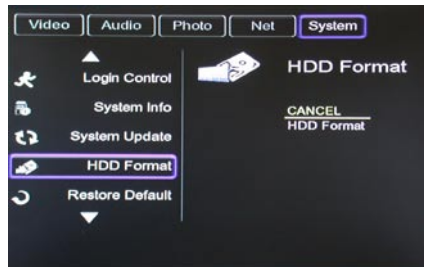 Video Audio Photo Net System
Login Control
System Info
System Update
HDD Format
Restore Default
HDD Format
CANCEL
HDD Format